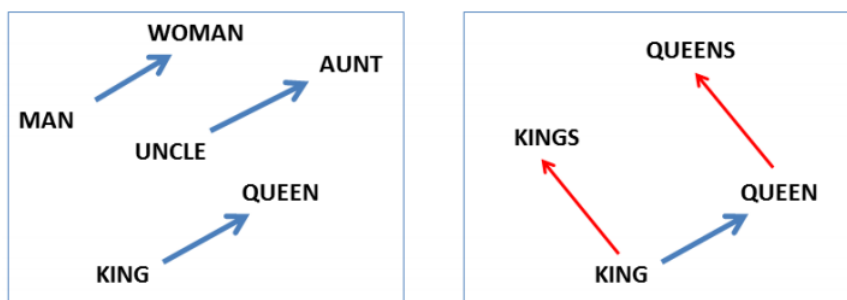 WOMAN
AUNT
MAN
UNCLE
QUEEN
KING
QUEENS
KINGS
QUEEN
KING